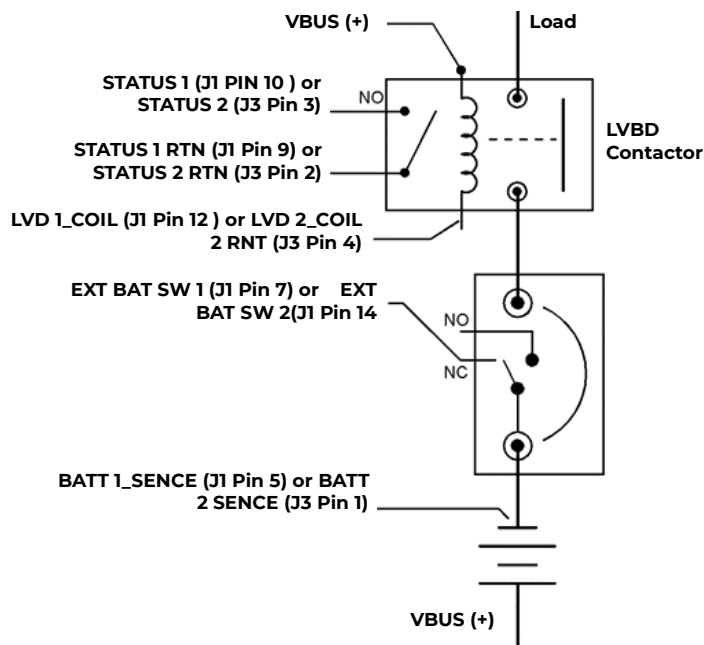 VBUS (+)
Load
STATUS 1 (J1 PIN 10 ) or
STATUS 2 (J3 Pin 3)
NO
STATUS 1 RTN (J1 Pin 9) or
STATUS 2 RTN (J3 Pin 2)
LVBD
Contactor
LVD 1_COIL (J1 Pin 12 ) or LVD 2_COIL
2 RNT (J3 Pin 4)
EXT BAT SW 1 (J1 Pin 7) or EXT
BAT SW 2(J1 Pin 14
NO
NC
BATT 1_SENCE (J1 Pin 5) or BATT
2 SENCE (J3 Pin 1)
VBUS (+)